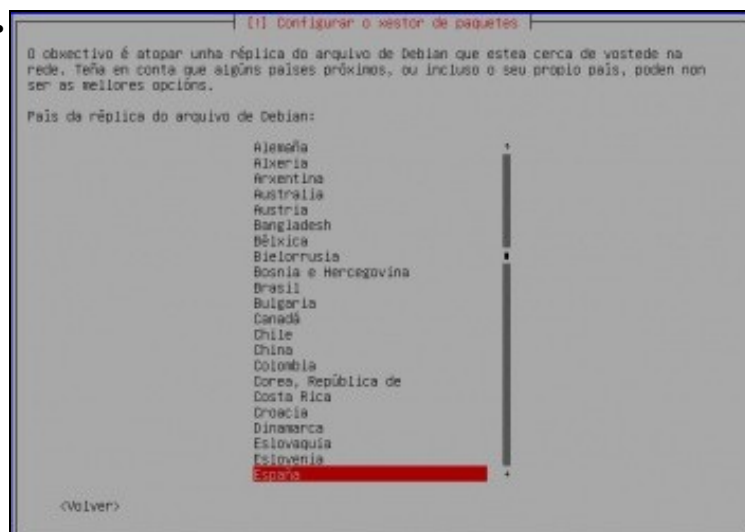 [!] Configurar o xestor de paquetes
O obxectivo é atopar unha réplica do arquivo de Debian que estea cerca de vostede na
rede. Teña en conta que algúns países próximos, ou incluso o seu propio país, poden non
ser as mellores opcións.
País da réplica do arquivo de Debian:
Alemaña
Alxeria
Arxentina
Australia
Austria
Bangladesh
Bélxica
Bielorrusia
Bosnia e Hercegovina
Brasil
Bulgaria
Canadá
Chile
China
Colombia
Corea, República de
Costa Rica
Croacia
Dinamarca
Eslovaquia
Eslovenia
España
<Volver>